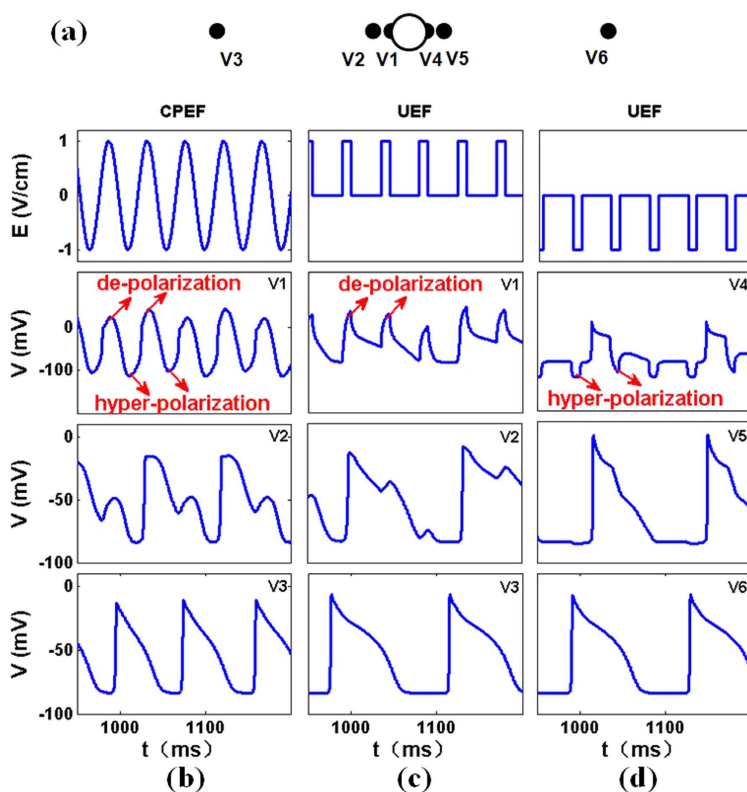 (a)
V3 V2 V1 V4 V5 V6
CPEF UEF UEF
E (V/cm)
1
0
-1
V1 V1 V4
de-polarization de-polarization
V (mV)
0
-100
hyper-polarization hyper-polarization
V2 V2 V5
V (mV)
0
-50
-100
V3 V3 V6
V (mV)
0
-50
-100
1000 1100 1000 1100 1000 1100
t (ms) t (ms) t (ms)
(b) (c) (d)